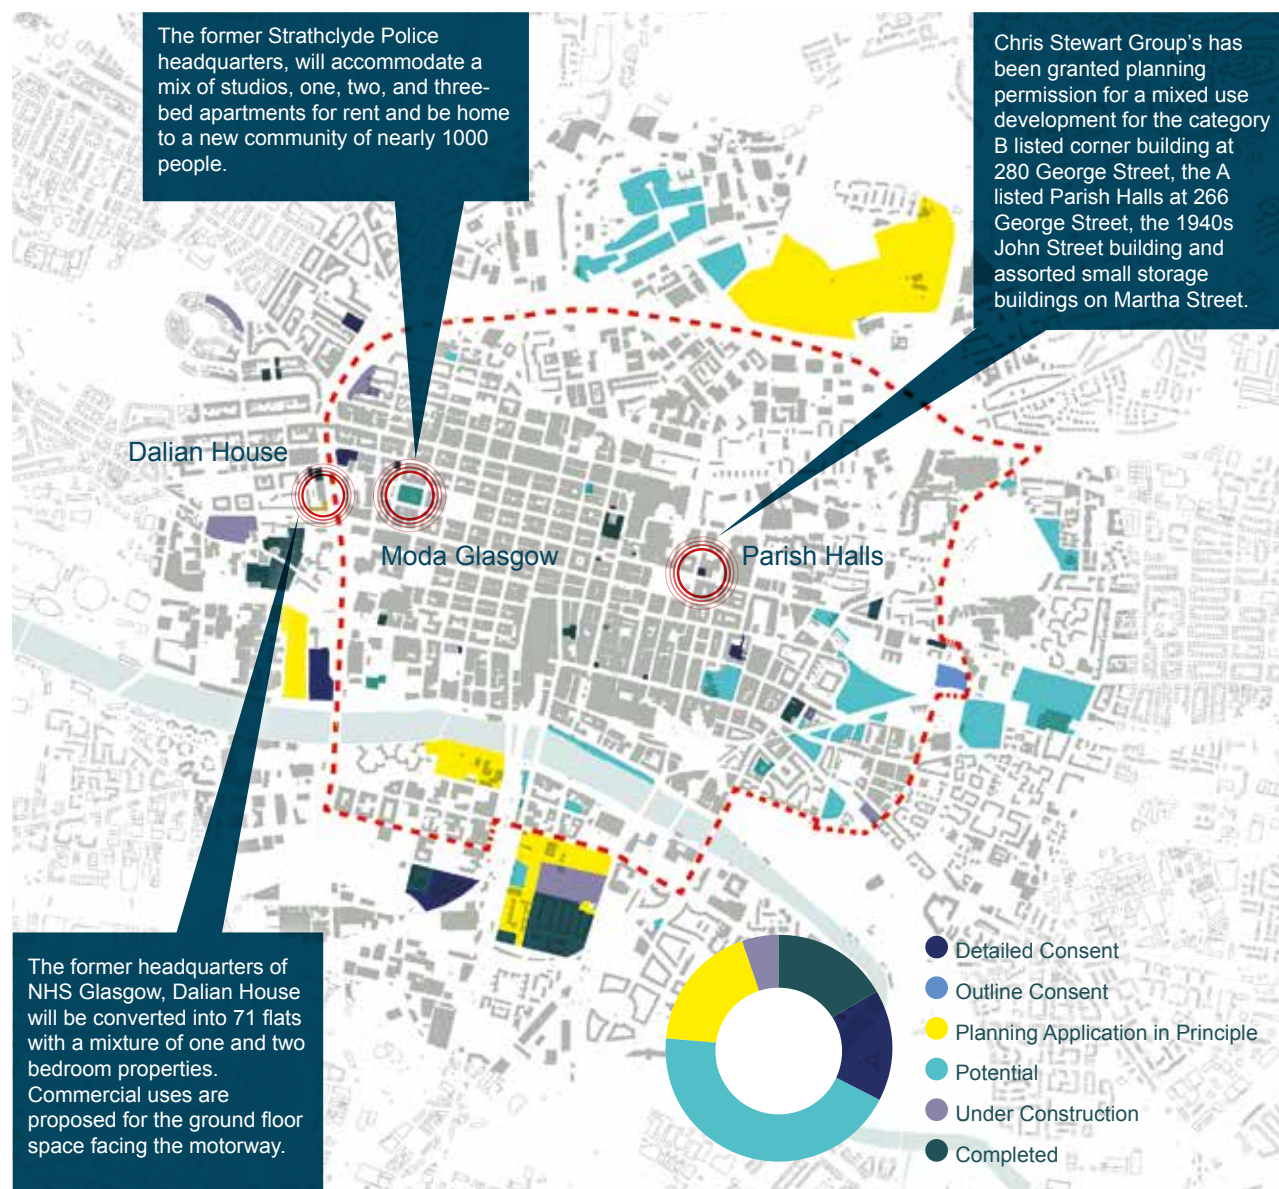 The former Strathclyde Police
headquarters, will accommodate a
mix of studios, one, two, and three-
bed apartments for rent and be home
to a new community of nearly 1000
people.
Chris Stewart Group's has
been granted planning
permission for a mixed use
development for the category
B listed corner building at
280 George Street, the A
listed Parish Halls at 266
George Street, the 1940s
John Street building and
assorted small storage
buildings on Martha Street.
Dalian House
Moda Glasgow
Parish Halls
The former headquarters of
NHS Glasgow, Dalian House
will be converted into 71 flats
with a mixture of one and two
bedroom properties.
Commercial uses are
proposed for the ground floor
space facing the motorway.
Detailed Consent
Outline Consent
Planning Application in Principle
Potential
Under Construction
Completed